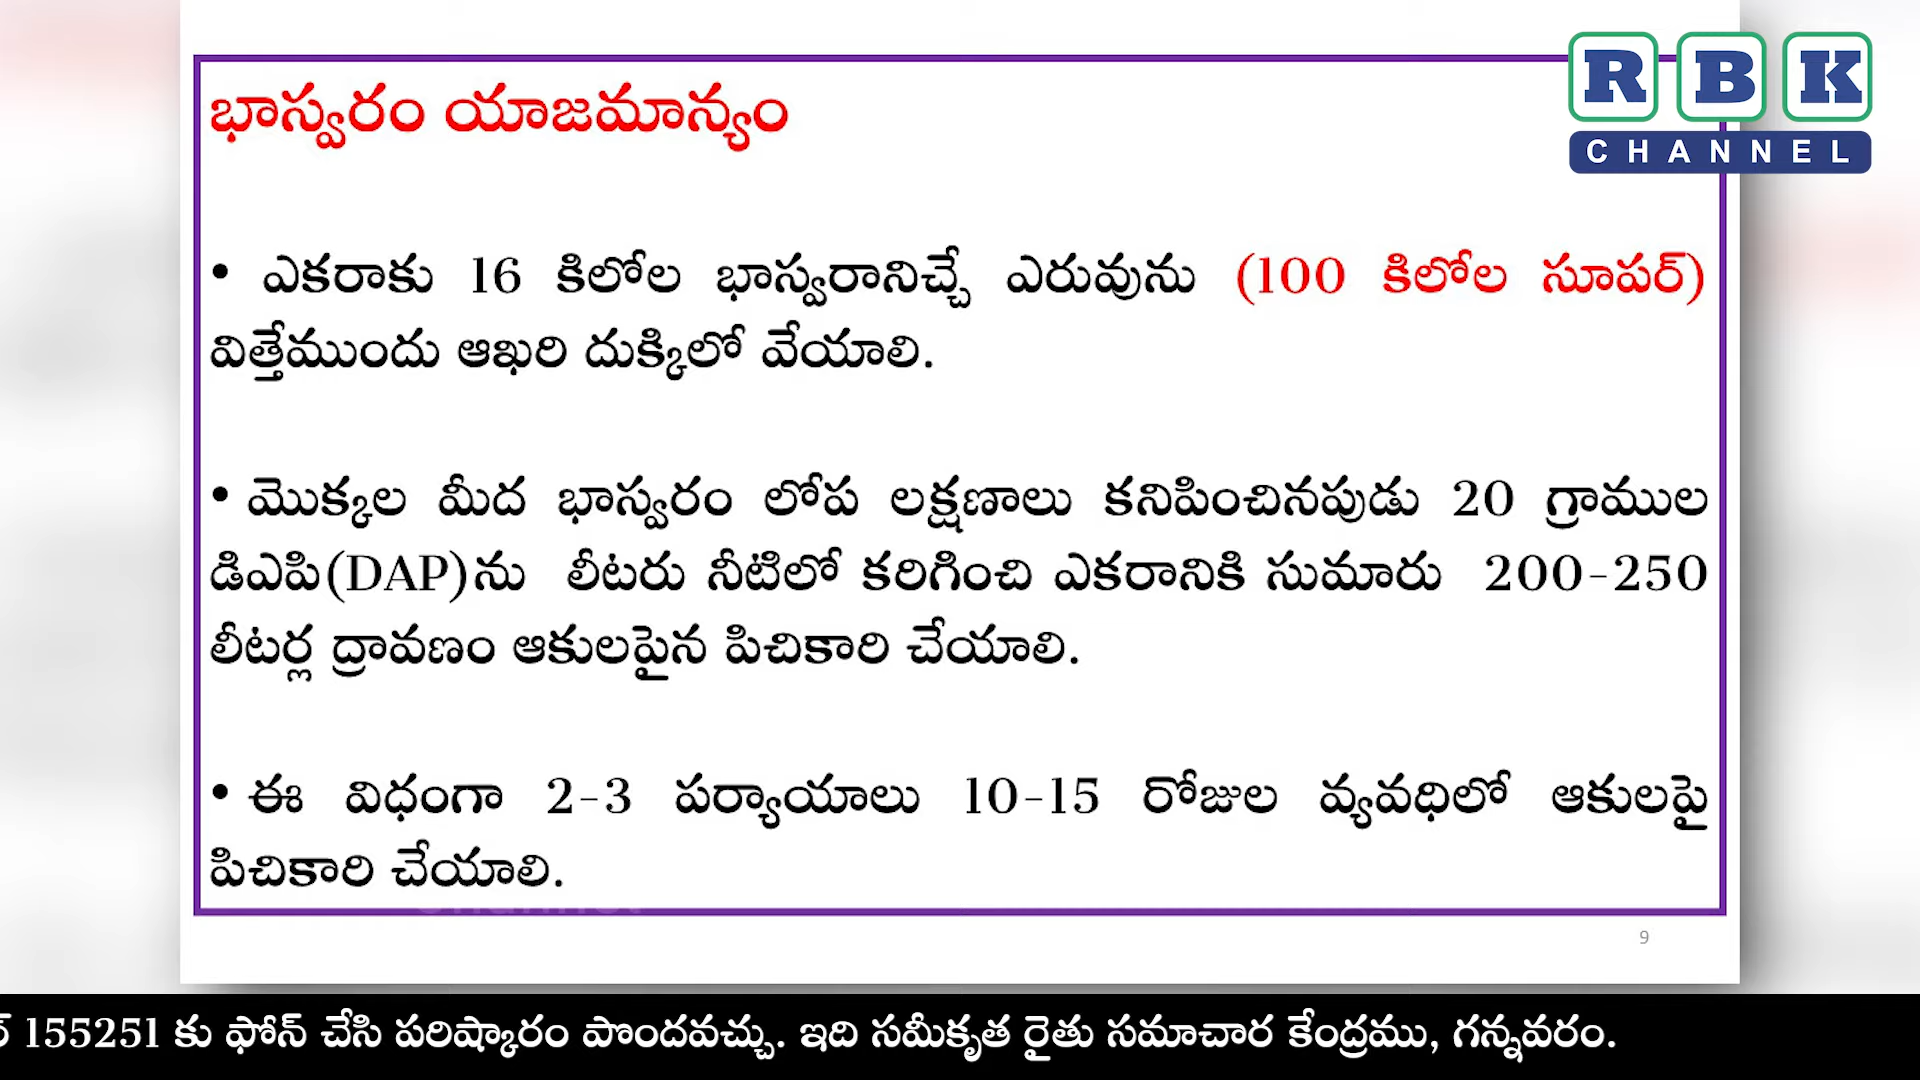 భాస్వరం యాజమాన్యం
R B K
CHANNEL
• ఎకరాకు 16 కిలోల భాస్వరానిచ్చే ఎరువును (100 కిలోల సూపర్)
విత్తేముందు ఆఖరి దుక్కిలో వేయాలి.
• మొక్కల మీద భాస్వరం లోప లక్షణాలు కనిపించినపుడు 20 గ్రాముల
డిఎపి(DAP)ను లీటరు నీటిలో కరిగించి ఎకరానికి సుమారు 200-250
లీటర్ల ద్రావణం ఆకులపైన పిచికారి చేయాలి.
• ఈ విధంగా 2-3 పర్యాయాలు 10-15 రోజుల వ్యవధిలో ఆకులపై
పిచికారి చేయాలి.
9
155251 కు ఫోన్ చేసి పరిష్కారం పొందవచ్చు. ఇది సమీకృత రైతు సమాచార కేంద్రము, గన్నవరం.